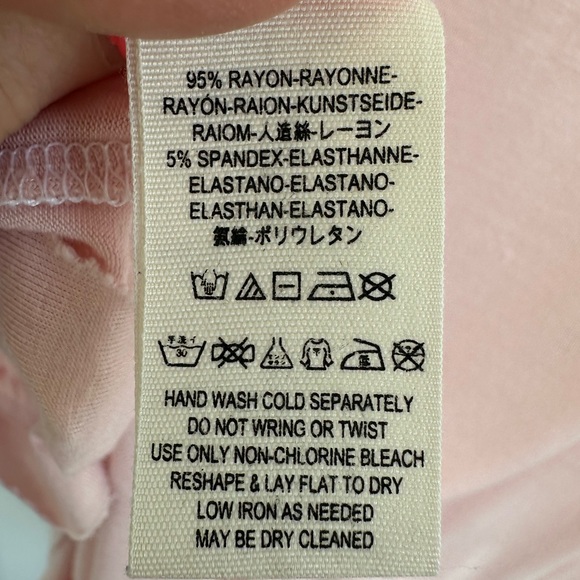 95% RAYON-RAYONNE-
RAYÓN-RAION-KUNSTSEIDE-
RAIOM-人造絲-レーヨン
5% SPANDEX-ELASTHANNE-
ELASTANO-ELASTANO-
ELASTHAN-ELASTANO-
氨綸-ポリウレタン
手洗イ
30
HAND WASH COLD SEPARATELY
DO NOT WRING OR TWIST
USE ONLY NON-CHLORINE BLEACH
RESHAPE & LAY FLAT TO DRY
LOW IRON AS NEEDED
MAY BE DRY CLEANED